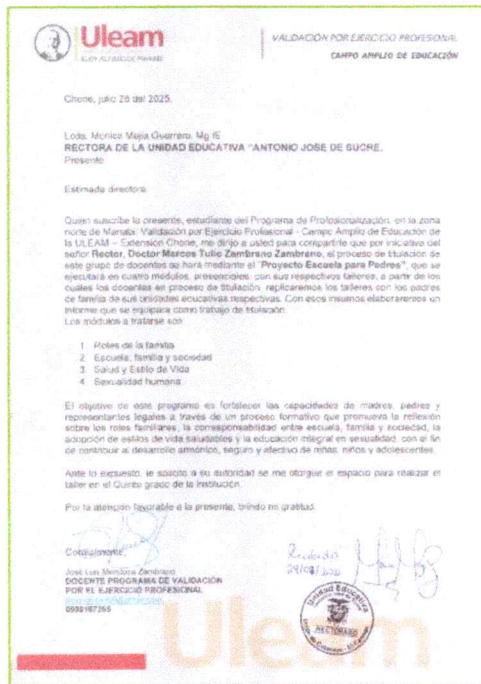 Uleam
ELOY ALFARO DE MANABÍ
VALIDACIÓN POR EJERCICIO PROFESIONAL
CAMPO AMPLIO DE EDUCACIÓN
Chone, julio 28 del 2025.
Lcda. Monica Mejia Guerrero, Mg IE
RECTORA DE LA UNIDAD EDUCATIVA "ANTONIO JOSE DE SUCRE.
Presente
Estimada directora
Quien suscribe la presente, estudiante del Programa de Profesionalización, en la zona
norte de Manabí: Validación por Ejercicio Profesional - Campo Amplio de Educación de
la ULEAM – Extensión Chone, me dirijo a usted para compartirle que por iniciativa del
señor Rector, Doctor Marcos Tulio Zambrano Zambrano, el proceso de titulación de
este grupo de docentes se hará mediante el "Proyecto Escuela para Padres", que se
ejecutará en cuatro módulos, presenciales, con sus respectivos talleres, a partir de los
cuales los docentes en proceso de titulación, replicaremos los talleres con los padres
de familia de sus unidades educativas respectivas. Con esos insumos elaboraremos un
informe que se equipara como trabajo de titulación.
Los módulos a tratarse son
1. Roles de la familia
2. Escuela, familia y sociedad
3. Salud y Estilo de Vida
4. Sexualidad humana
El objetivo de este programa es fortalecer las capacidades de madres, padres y
representantes legales a través de un proceso formativo que promueva la reflexión
sobre los roles familiares, la corresponsabilidad entre escuela, familia y sociedad, la
adopción de estilos de vida saludables y la educación integral en sexualidad, con el fin
de contribuir al desarrollo armónico, seguro y afectivo de niñas, niños y adolescentes.
Ante lo expuesto, le solicito a su autoridad se me otorgue el espacio para realizar el
taller en el Quinto grado de la Institución.
Por la atención favorable a la presente, brindo mi gratitud.
Cordialmente,
José Luis Mendoza Zambrano
DOCENTE PROGRAMA DE VALIDACIÓN
POR EL EJERCICIO PROFESIONAL
Recibido
Unidad Educativa
RECTORADO
Uleam